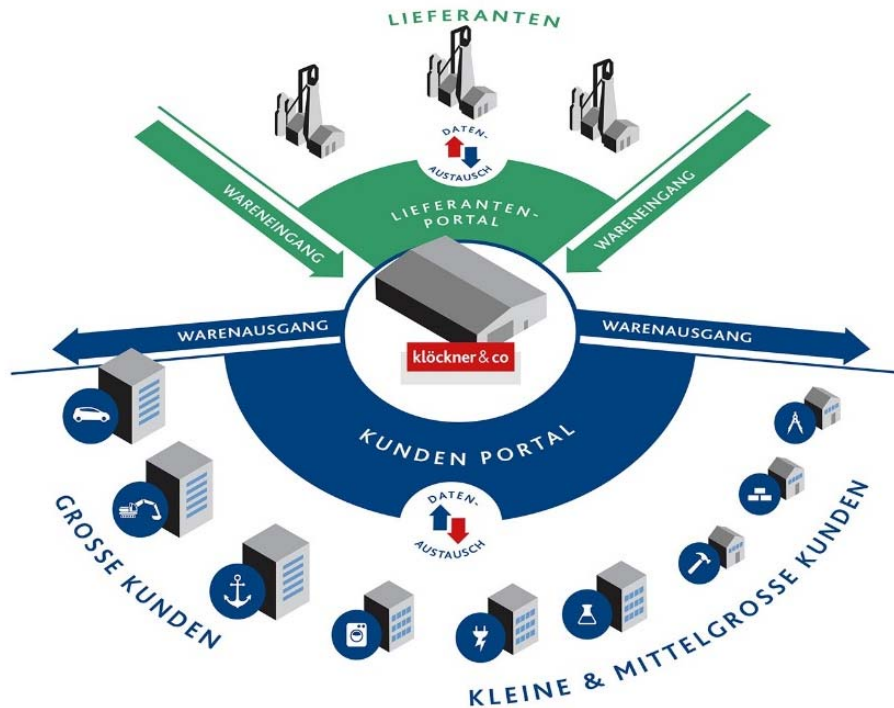 LIEFERANTEN
DATEN-
AUSTAUSCH
LIEFERANTEN-
PORTAL
WARENEINGANG
WARENEINGANG
WARENAUSGANG
WARENAUSGANG
klöckner & co
KUNDEN PORTAL
DATEN-
AUSTAUSCH
GROSSE KUNDEN
KLEINE & MITTELGROSSE KUNDEN